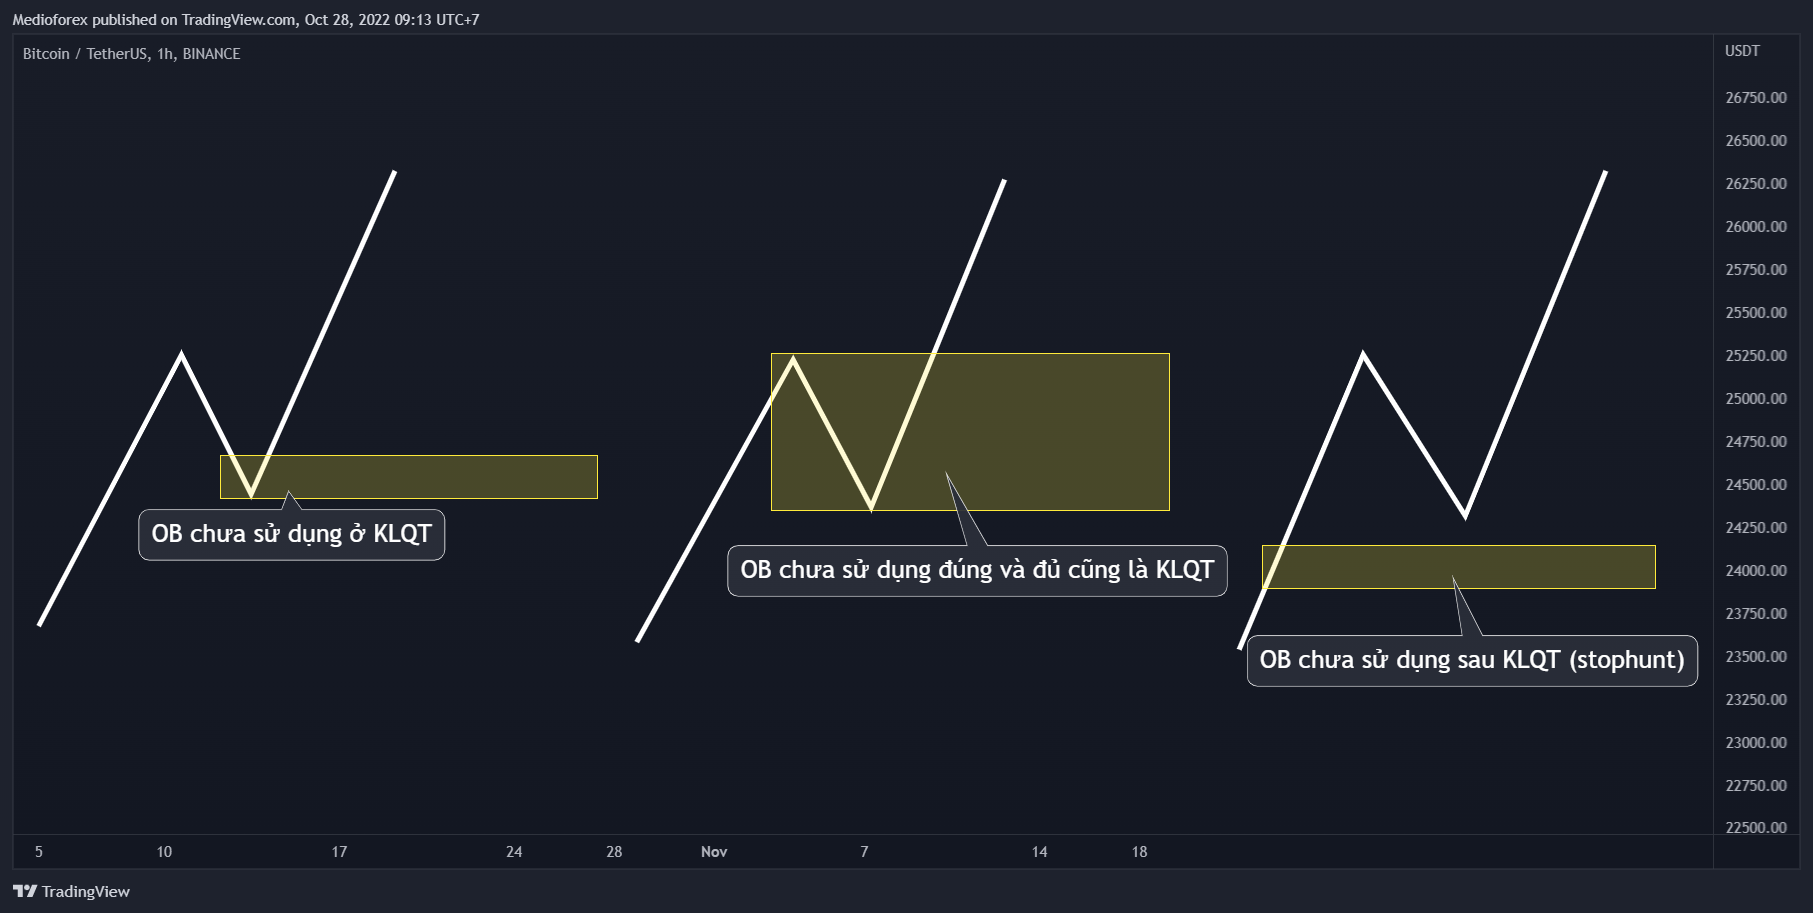 Medioforex published on TradingView.com, Oct 28, 2022 09:13 UTC+7
Bitcoin / TetherUS, 1h, BINANCE
USDT
26750.00
26500.00
26250.00
26000.00
25750.00
25500.00
25250.00
25000.00
24750.00
24500.00
24250.00
24000.00
23750.00
23500.00
23250.00
23000.00
22750.00
22500.00
OB chưa sử dụng ở KLQT
OB chưa sử dụng đúng và đủ cũng là KLQT
OB chưa sử dụng sau KLQT (stophunt)
5 10 17 24 28 Nov 7 14 18
TradingView